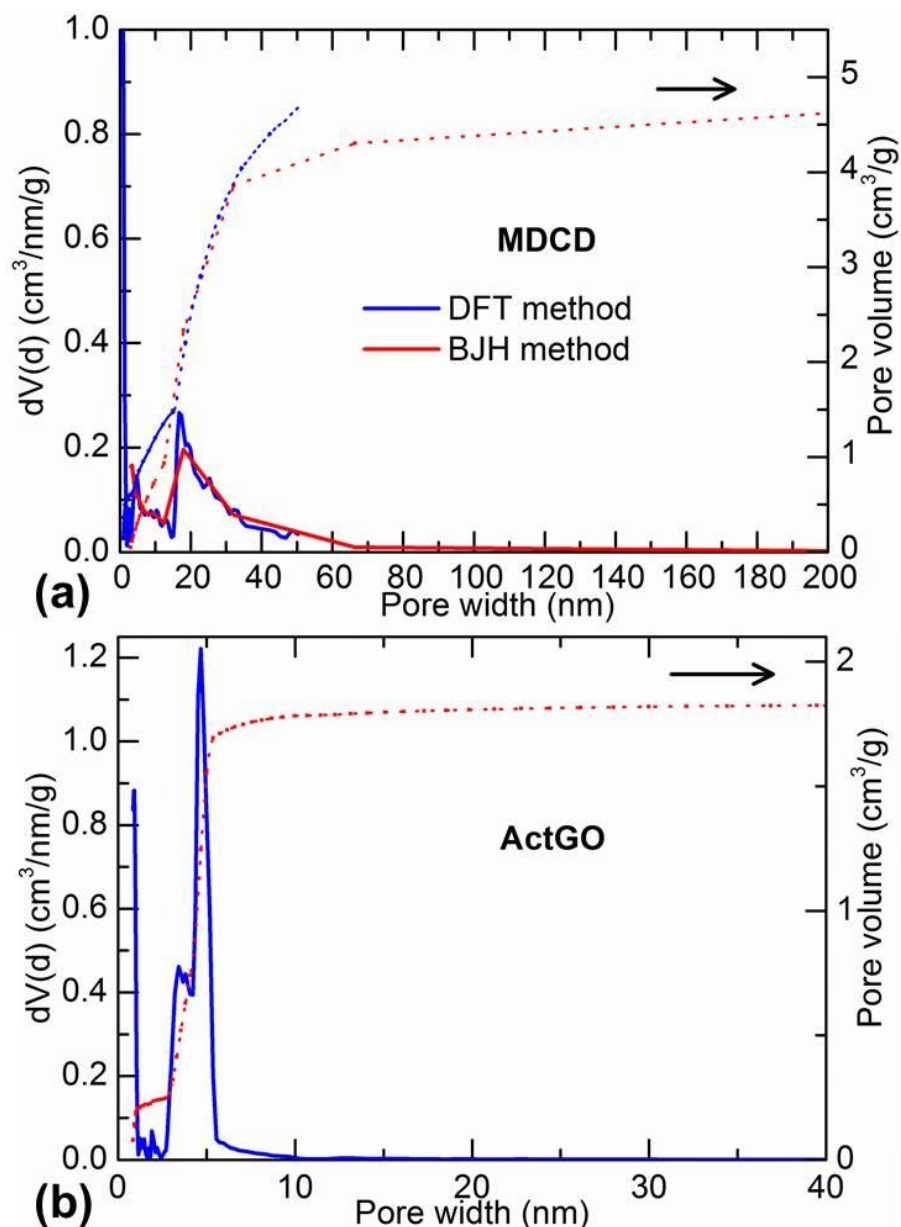 1.0
0.8
0.6
0.4
0.2
0.0
dV(d) (cm³/nm/g)
5
4
3
2
1
0
Pore volume (cm³/g)
MDCD
DFT method
BJH method
0 20 40 60 80 100 120 140 160 180 200
Pore width (nm)
(a)
1.2
1.0
0.8
0.6
0.4
0.2
0.0
dV(d) (cm³/nm/g)
2
1
0
Pore volume (cm³/g)
ActGO
0 10 20 30 40
Pore width (nm)
(b)